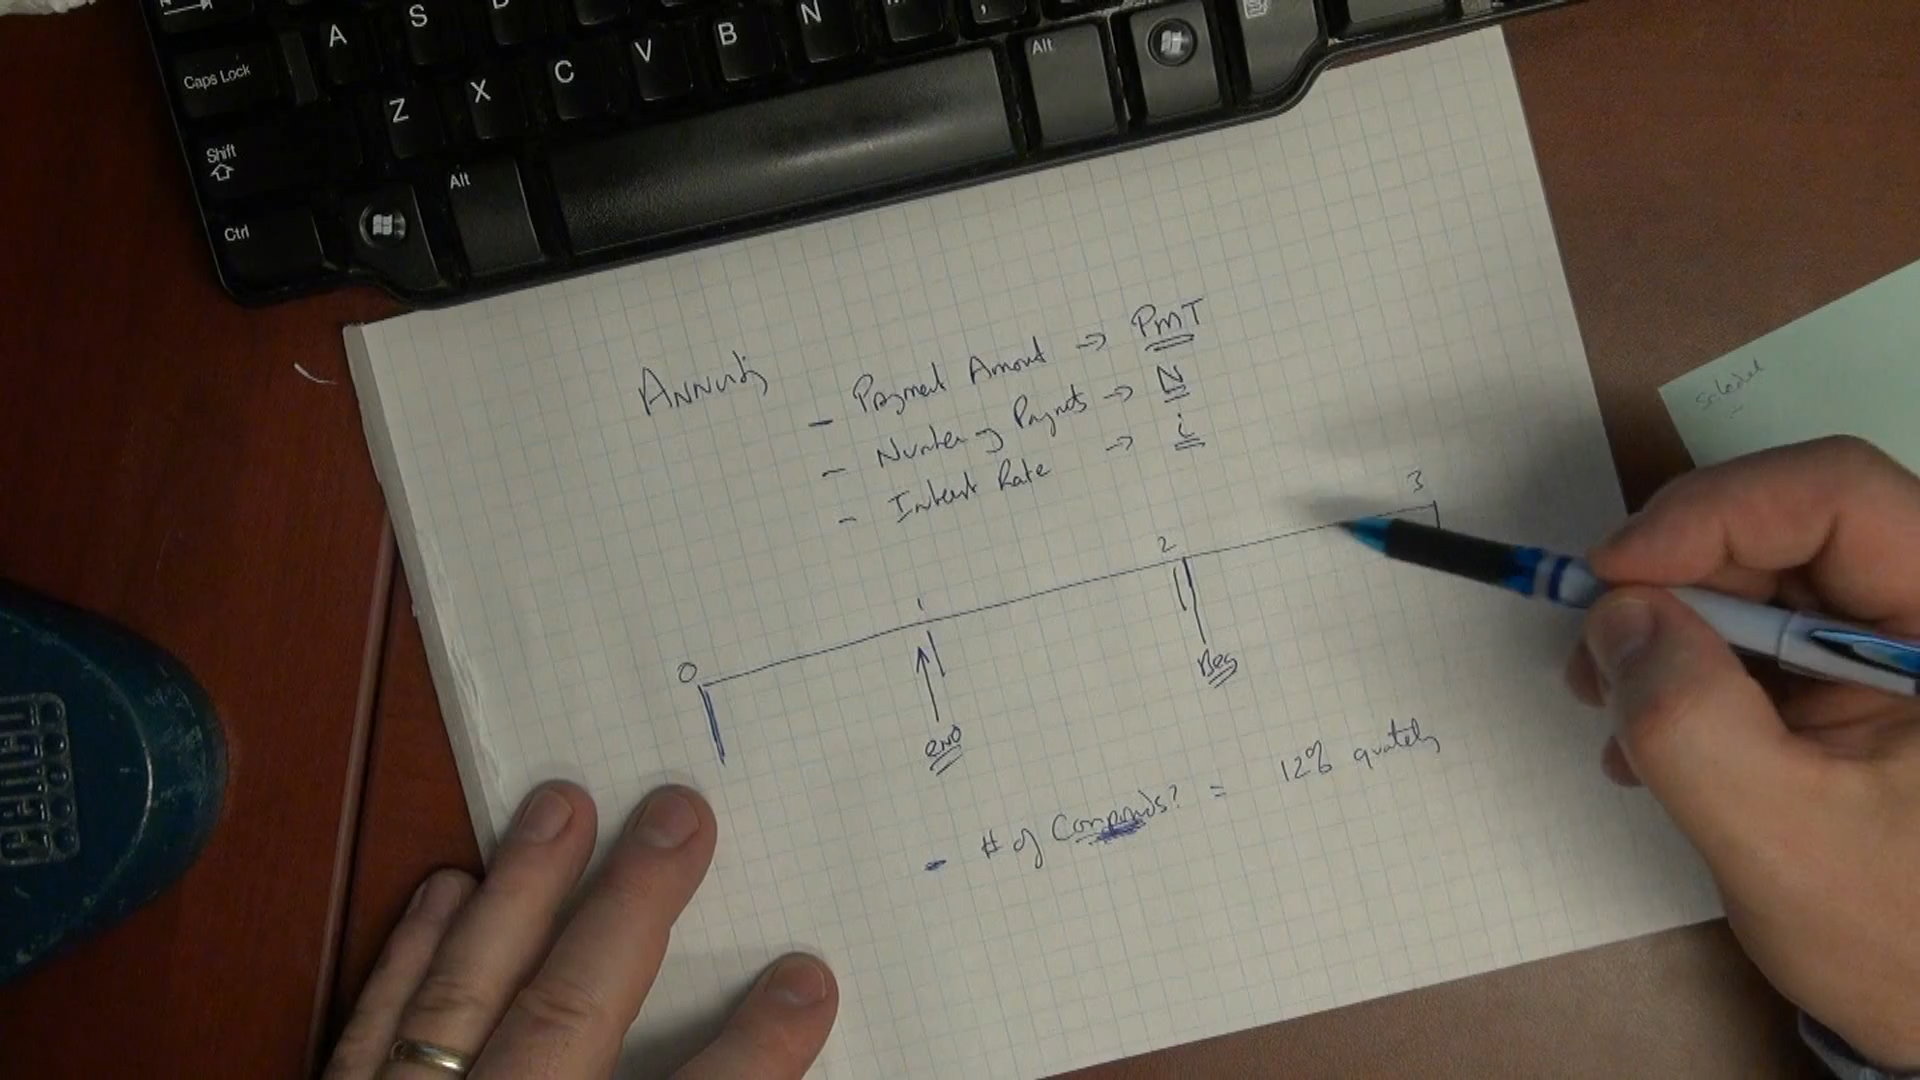 A S
Caps Lock
Z X C V B N
Shift
Alt
Alt
Ctrl
Annuity
- Payment Amount → PMT
- Number of Payments → N
- Interest Rate → i
0 1 2 3
END
Beg
- # of Compounds? = 12% quarterly